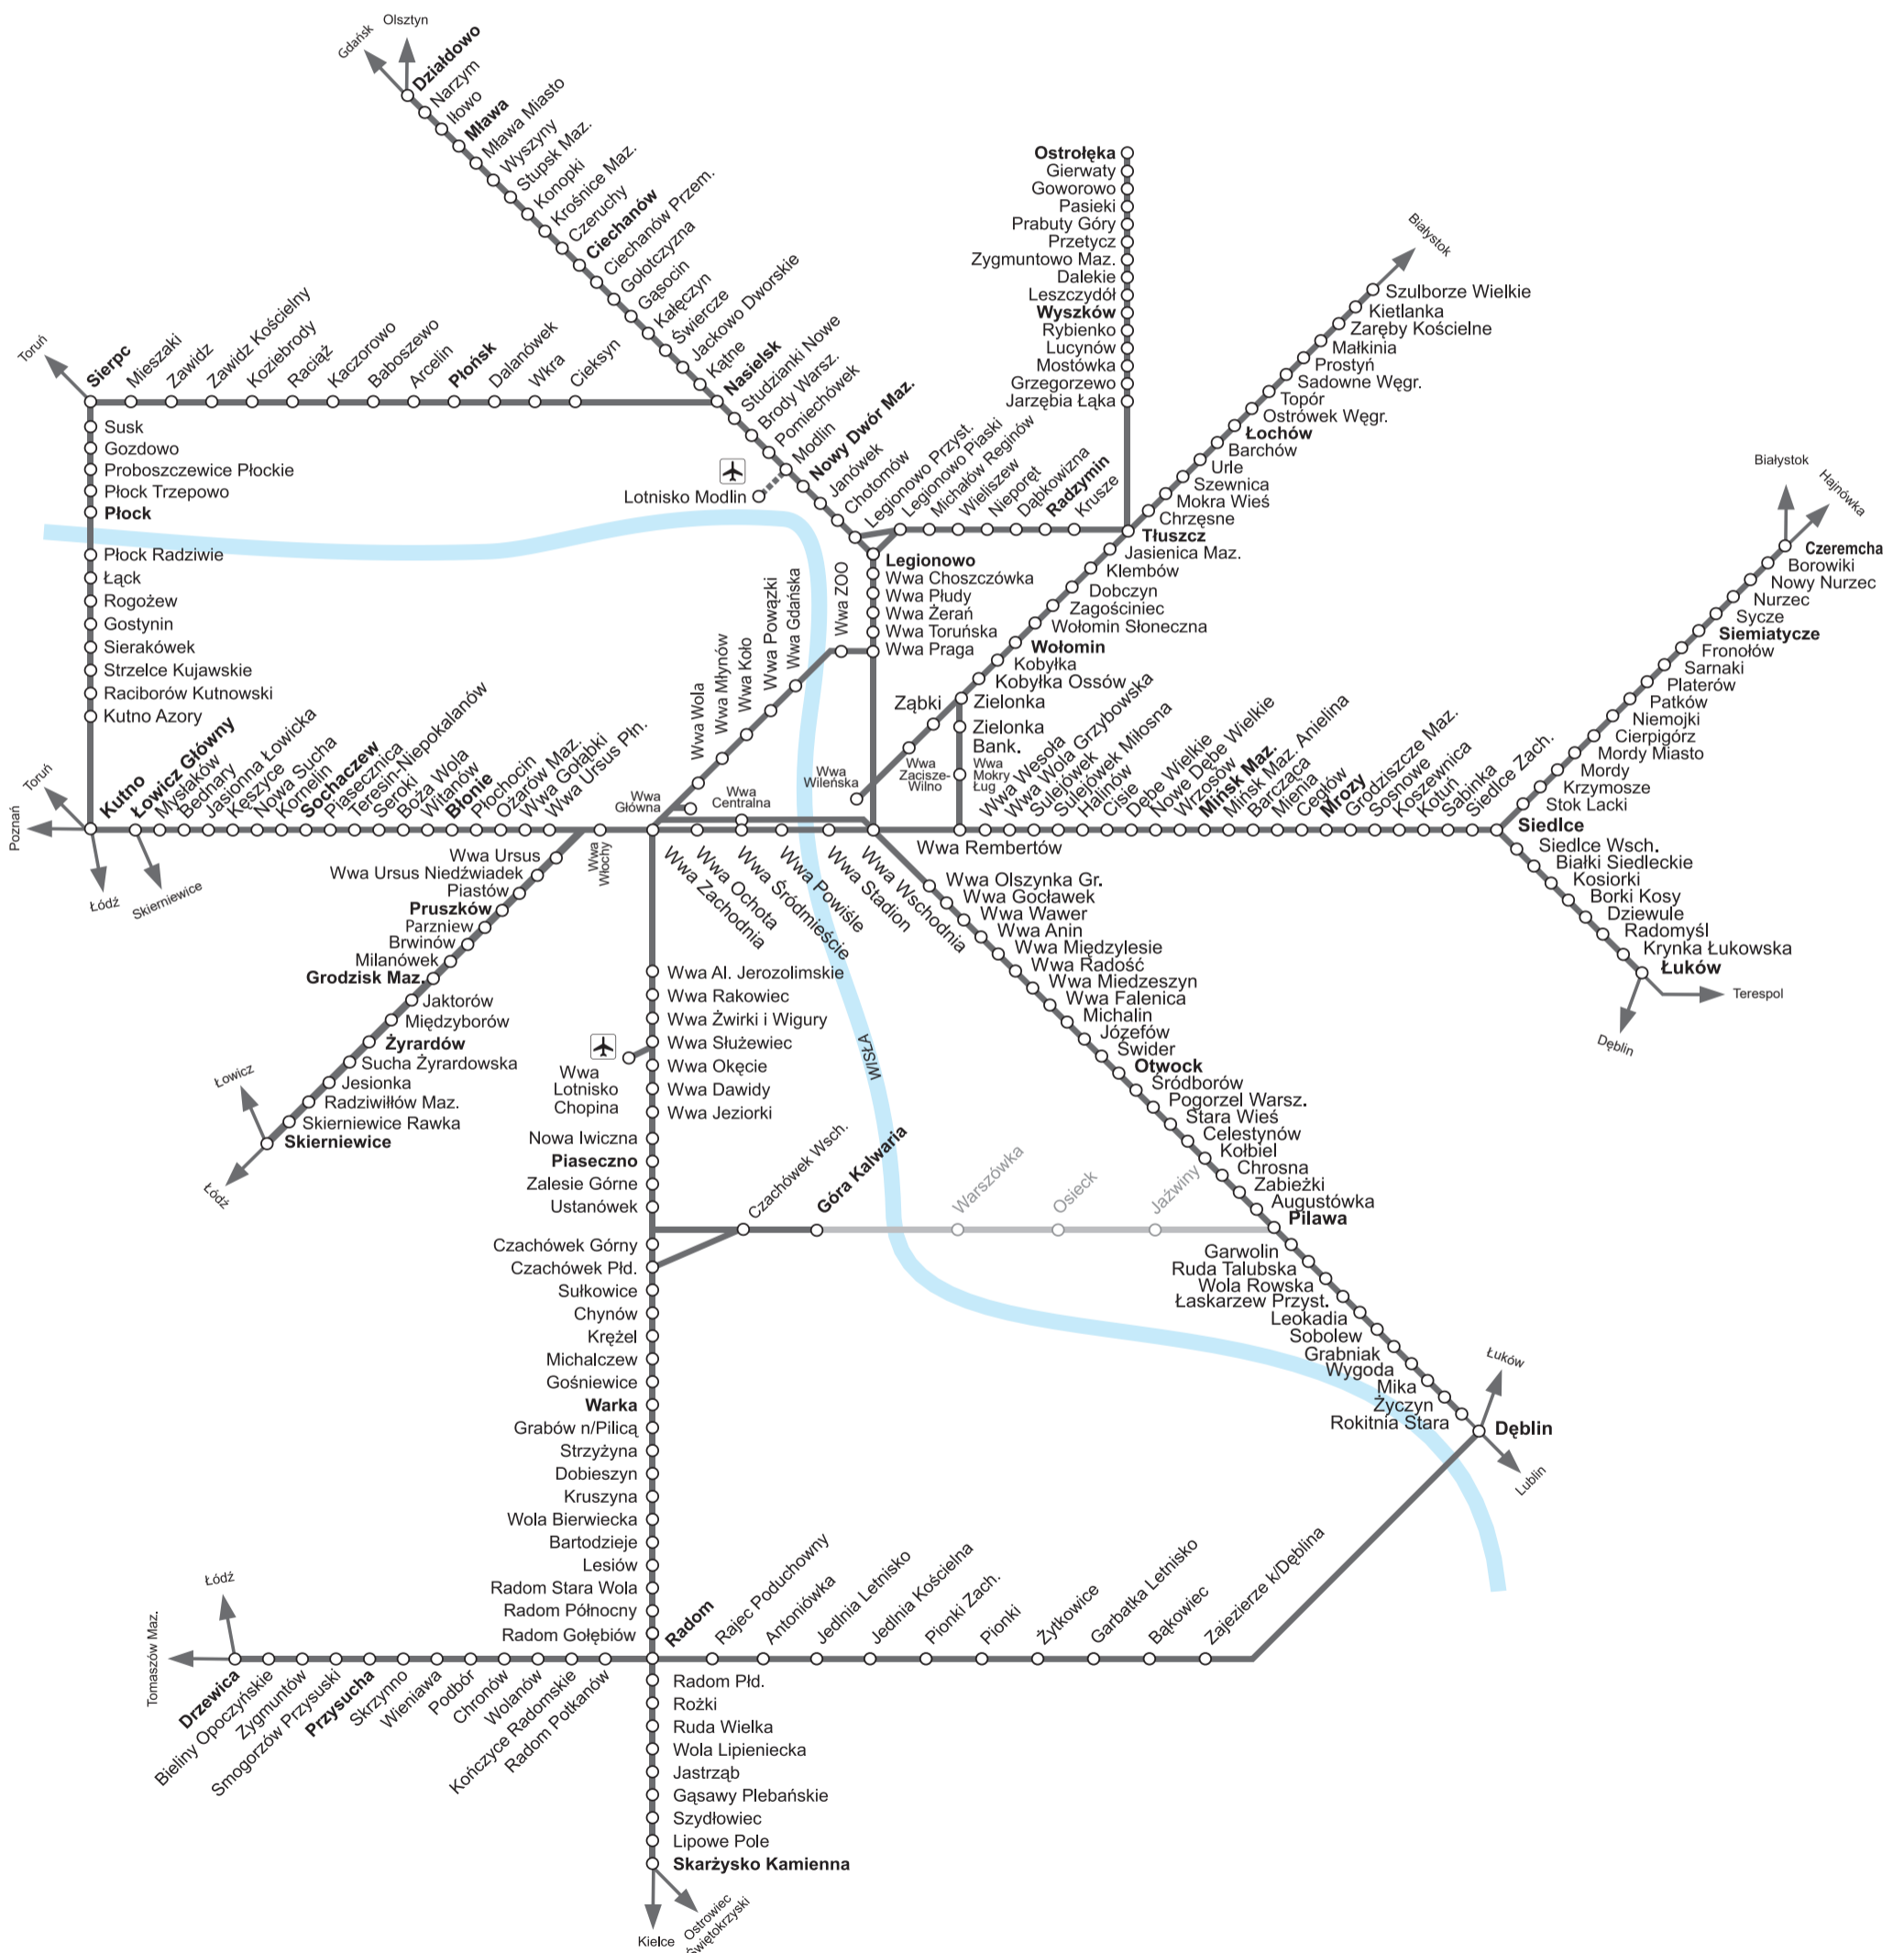 Gdańsk
Olsztyn
Działdowo
Narzym
Iłowo
Mława
Mława Miasto
Wyszyny
Stupsk Maz.
Konopki
Krośnice Maz.
Czeruchy
Ciechanów
Ciechanów Przem.
Gołotczyzna
Gąsocin
Kałęczyn
Świercze
Jackowo Dworskie
Kątne
Nasielsk
Studzianki Nowe
Brody Warsz.
Pomiechówek
Modlin
Lotnisko Modlin
Nowy Dwór Maz.
Janówek
Chotomów
Legionowo Przyst.
Legionowo Piaski
Michałów Reginów
Wieliszew
Nieporęt
Dąbkowizna
Radzymin
Krusze
Toruń
Sierpc
Mieszaki
Zawidz
Zawidz Kościelny
Koziebrody
Raciąż
Kaczorowo
Baboszewo
Arcelin
Płońsk
Dalanówek
Wkra
Cieksyn
Susk
Gozdowo
Proboszczewice Płockie
Płock Trzepowo
Płock
Płock Radziwie
Łąck
Rogożew
Gostynin
Sierakówek
Strzelce Kujawskie
Raciborów Kutnowski
Kutno Azory
Ostrołęka
Gierwaty
Goworowo
Pasieki
Prabuty Góry
Przetycz
Zygmuntowo Maz.
Dalekie
Leszczydół
Wyszków
Rybienko
Lucynów
Mostówka
Grzegorzewo
Jarzębia Łąka
Białystok
Szulborze Wielkie
Kietlanka
Zaręby Kościelne
Małkinia
Prostyń
Sadowne Węgr.
Topór
Ostrówek Węgr.
Łochów
Barchów
Urle
Szewnica
Mokra Wieś
Chrzęsne
Tłuszcz
Jasienica Maz.
Klembów
Dobczyn
Zagościniec
Wołomin Słoneczna
Wołomin
Kobyłka
Kobyłka Ossów
Zielonka
Ząbki
Zielonka
Bank.
Wwa
Zacisze-
Wilno
Wwa
Mokry
Ług
Wwa
Wileńska
Legionowo
Wwa Choszczówka
Wwa Płudy
Wwa Żerań
Wwa Toruńska
Wwa Praga
Wwa ZOO
Wwa Gdańska
Wwa Powązki
Wwa Koło
Wwa Młynów
Wwa Wola
Wwa
Główna
Wwa
Centralna
Toruń
Poznań
Łódź
Skierniewice
Kutno
Łowicz Główny
Mysłaków
Bednary
Jasionna Łowicka
Kęszyce
Nowa Sucha
Kornelin
Sochaczew
Piasecznica
Teresin-Niepokalanów
Seroki
Boża Wola
Witanów
Błonie
Płochocin
Ożarów Maz.
Wwa Gołąbki
Wwa Ursus Płn.
Wwa
Włochy
Wwa Zachodnia
Wwa Ochota
Wwa Śródmieście
Wwa Powiśle
Wwa Stadion
Wwa Wschodnia
Wwa Rembertów
Wwa Wesoła
Wwa Wola Grzybowska
Sulejówek
Sulejówek Miłosna
Halinów
Cisie
Dębe Wielkie
Nowe Dębe Wielkie
Wrzosów
Mińsk Maz.
Mińsk Maz. Anielina
Barcząca
Mienia
Cegłów
Mrozy
Grodziszcze Maz.
Sosnowe
Koszewnica
Kotuń
Sabinka
Siedlce Zach.
Siedlce
Białystok
Hajnówka
Czeremcha
Borowiki
Nowy Nurzec
Nurzec
Sycze
Siemiatycze
Fronołów
Sarnaki
Platerów
Patków
Niemojki
Cierpigórz
Mordy Miasto
Mordy
Krzymosze
Stok Lacki
Siedlce Wsch.
Białki Siedleckie
Kosiorki
Borki Kosy
Dziewule
Radomyśl
Krynka Łukowska
Łuków
Terespol
Dęblin
Wwa Ursus
Wwa Ursus Niedźwiadek
Piastów
Pruszków
Parzniew
Brwinów
Milanówek
Grodzisk Maz.
Jaktorów
Międzyborów
Żyrardów
Sucha Żyrardowska
Jesionka
Radziwiłłów Maz.
Skierniewice Rawka
Skierniewice
Łowicz
Łódź
Wwa Al. Jerozolimskie
Wwa Rakowiec
Wwa Żwirki i Wigury
Wwa Służewiec
Wwa
Lotnisko
Chopina
Wwa Okęcie
Wwa Dawidy
Wwa Jeziorki
Nowa Iwiczna
Piaseczno
Zalesie Górne
Ustanówek
Czachówek Górny
Czachówek Płd.
Sułkowice
Chynów
Krężel
Michalczew
Gośniewice
Warka
Grabów n/Pilicą
Strzyżyna
Dobieszyn
Kruszyna
Wola Bierwiecka
Bartodzieje
Lesiów
Radom Stara Wola
Radom Północny
Radom Gołębiów
Czachówek Wsch.
Góra Kalwaria
Warszówka
Osieck
Jaźwiny
WISŁA
Wwa Olszynka Gr.
Wwa Gocławek
Wwa Wawer
Wwa Anin
Wwa Międzylesie
Wwa Radość
Wwa Miedzeszyn
Wwa Falenica
Michalin
Józefów
Świder
Otwock
Śródborów
Pogorzel Warsz.
Stara Wieś
Celestynów
Kołbiel
Chrosna
Zabieżki
Augustówka
Pilawa
Garwolin
Ruda Talubska
Wola Rowska
Łaskarzew Przyst.
Leokadia
Sobolew
Grabniak
Wygoda
Mika
Życzyn
Rokitnia Stara
Dęblin
Łuków
Lublin
Łódź
Tomaszów Maz.
Drzewica
Bieliny Opoczyńskie
Zygmuntów
Smogorzów Przysuski
Przysucha
Skrzynno
Wieniawa
Podbór
Chronów
Wolanów
Kończyce Radomskie
Radom Potkanów
Radom
Rajec Poduchowny
Antoniówka
Jedlnia Letnisko
Jedlnia Kościelna
Pionki Zach.
Pionki
Żytkowice
Garbatka Letnisko
Bąkowiec
Zajezierze k/Dęblina
Radom Płd.
Rożki
Ruda Wielka
Wola Lipieniecka
Jastrząb
Gąsawy Plebańskie
Szydłowiec
Lipowe Pole
Skarżysko Kamienna
Kielce
Ostrowiec
Świętokrzyski